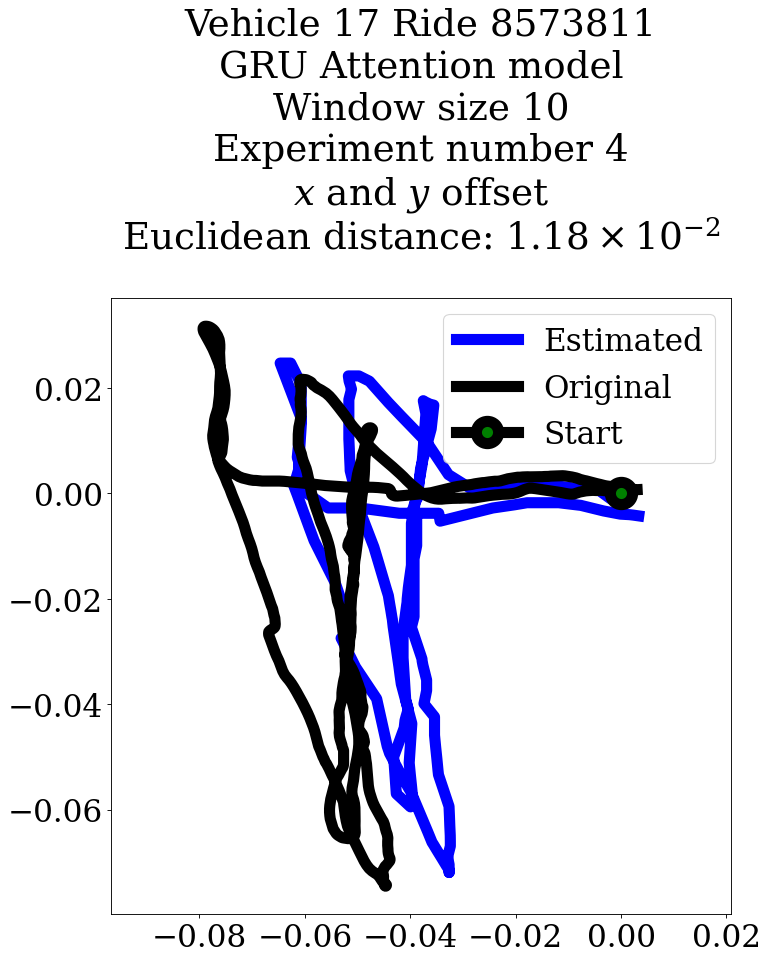 Vehicle 17 Ride 8573811
GRU Attention model
Window size 10
Experiment number 4
x and y offset
Euclidean distance: 1.18 × 10⁻²
Estimated
Original
Start
0.02
0.00
−0.02
−0.04
−0.06
−0.08 −0.06 −0.04 −0.02 0.00 0.02